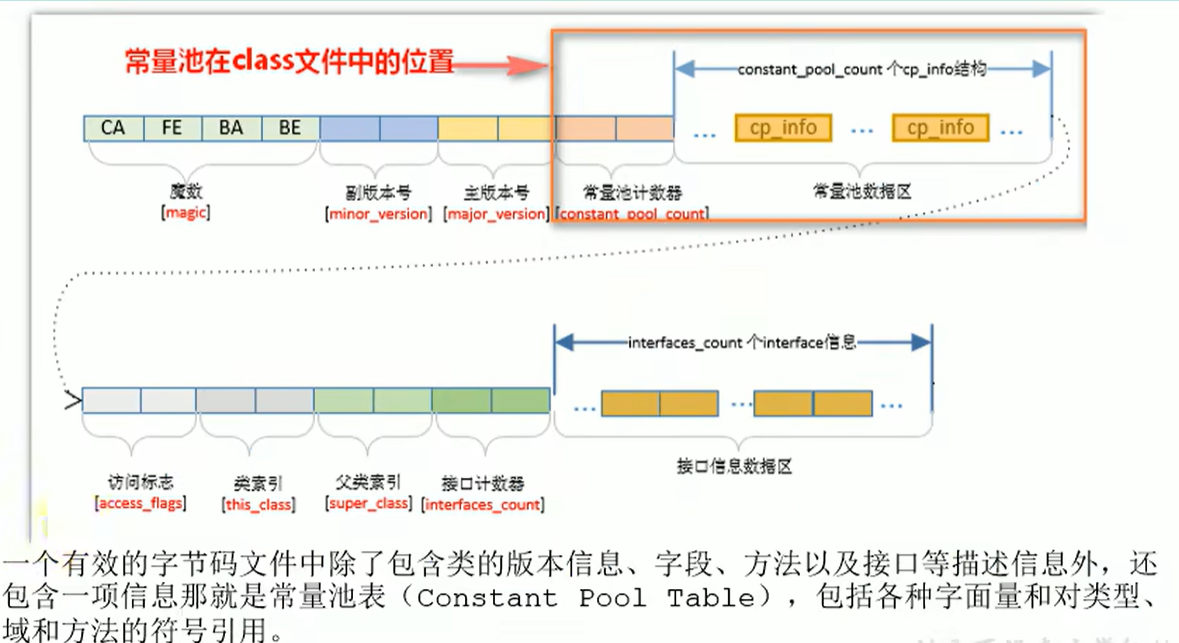 常量池在class文件中的位置
constant_pool_count 个cp_info结构
CA FE BA BE
... cp_info ... cp_info ...
魔数 副版本号 主版本号 常量池计数器 常量池数据区
[magic] [minor_version] [major_version] [constant_pool_count]
interfaces_count 个interface信息
... ... ...
接口信息数据区
访问标志 类索引 父类索引 接口计数器
[access_flags] [this_class] [super_class] [interfaces_count]
一个有效的字节码文件中除了包含类的版本信息、字段、方法以及接口等描述信息外，还
包含一项信息那就是常量池表（Constant Pool Table），包括各种字面量和对类型、
域和方法的符号引用。